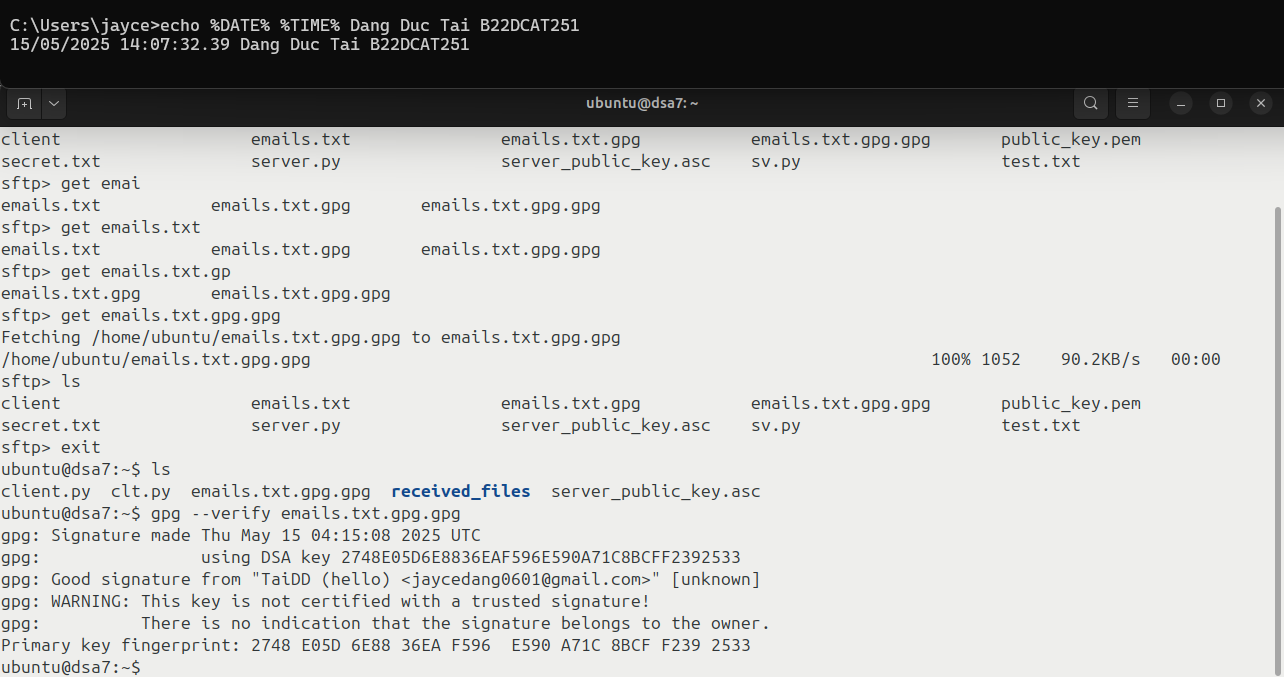 C:\Users\jayce>echo %DATE% %TIME% Dang Duc Tai B22DCAT251
15/05/2025 14:07:32.39 Dang Duc Tai B22DCAT251
ubuntu@dsa7: ~
client emails.txt emails.txt.gpg emails.txt.gpg.gpg public_key.pem
secret.txt server.py server_public_key.asc sv.py test.txt
sftp> get emai
emails.txt emails.txt.gpg emails.txt.gpg.gpg
sftp> get emails.txt
emails.txt emails.txt.gpg emails.txt.gpg.gpg
sftp> get emails.txt.gp
emails.txt.gpg emails.txt.gpg.gpg
sftp> get emails.txt.gpg.gpg
Fetching /home/ubuntu/emails.txt.gpg.gpg to emails.txt.gpg.gpg
/home/ubuntu/emails.txt.gpg.gpg 100% 1052 90.2KB/s 00:00
sftp> ls
client emails.txt emails.txt.gpg emails.txt.gpg.gpg public_key.pem
secret.txt server.py server_public_key.asc sv.py test.txt
sftp> exit
ubuntu@dsa7:~$ ls
client.py clt.py emails.txt.gpg.gpg received_files server_public_key.asc
ubuntu@dsa7:~$ gpg --verify emails.txt.gpg.gpg
gpg: Signature made Thu May 15 04:15:08 2025 UTC
gpg: using DSA key 2748E05D6E8836EAF596E590A71C8BCFF2392533
gpg: Good signature from "TaiDD (hello) <jaycedang0601@gmail.com>" [unknown]
gpg: WARNING: This key is not certified with a trusted signature!
gpg: There is no indication that the signature belongs to the owner.
Primary key fingerprint: 2748 E05D 6E88 36EA F596 E590 A71C 8BCF F239 2533
ubuntu@dsa7:~$